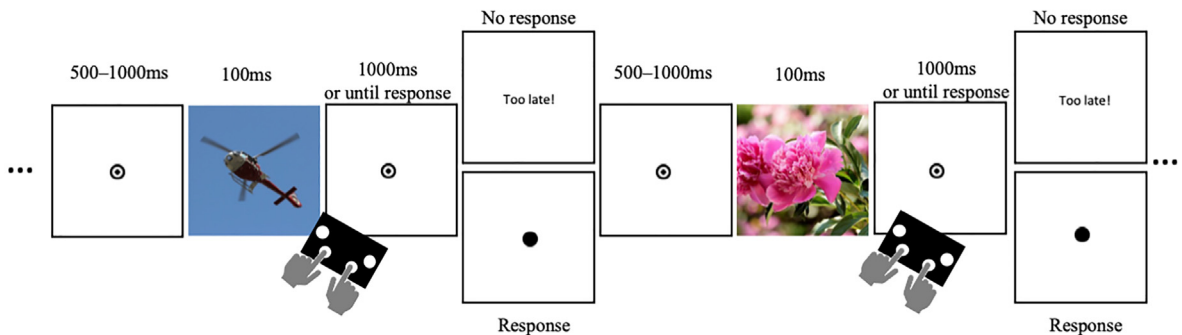 500–1000ms
100ms
1000ms
or until response
No response
Too late!
Response
500–1000ms
100ms
1000ms
or until response
No response
Too late!
Response